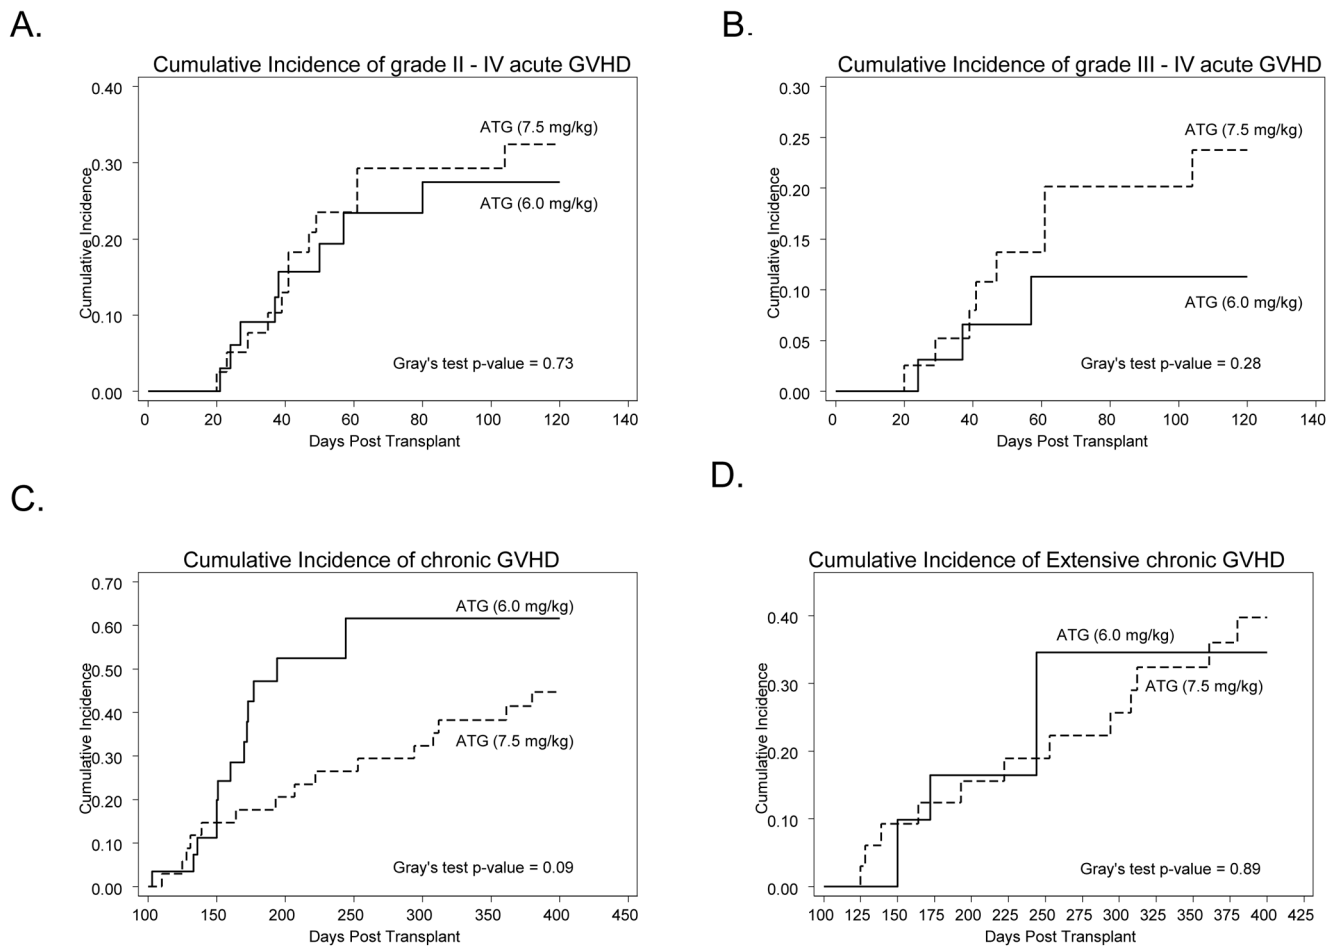 A.
Cumulative Incidence of grade II - IV acute GVHD
0.40
0.30
0.20
0.10
0.00
Cumulative Incidence
ATG (7.5 mg/kg)
ATG (6.0 mg/kg)
Gray's test p-value = 0.73
0 20 40 60 80 100 120 140
Days Post Transplant
B.
Cumulative Incidence of grade III - IV acute GVHD
0.30
0.25
0.20
0.15
0.10
0.05
0.00
Cumulative Incidence
ATG (7.5 mg/kg)
ATG (6.0 mg/kg)
Gray's test p-value = 0.28
0 20 40 60 80 100 120 140
Days Post Transplant
C.
Cumulative Incidence of chronic GVHD
0.70
0.60
0.50
0.40
0.30
0.20
0.10
0.00
Cumulative Incidence
ATG (6.0 mg/kg)
ATG (7.5 mg/kg)
Gray's test p-value = 0.09
100 150 200 250 300 350 400 450
Days Post Transplant
D.
Cumulative Incidence of Extensive chronic GVHD
0.40
0.30
0.20
0.10
0.00
Cumulative Incidence
ATG (6.0 mg/kg)
ATG (7.5 mg/kg)
Gray's test p-value = 0.89
100 125 150 175 200 225 250 275 300 325 350 375 400 425
Days Post Transplant